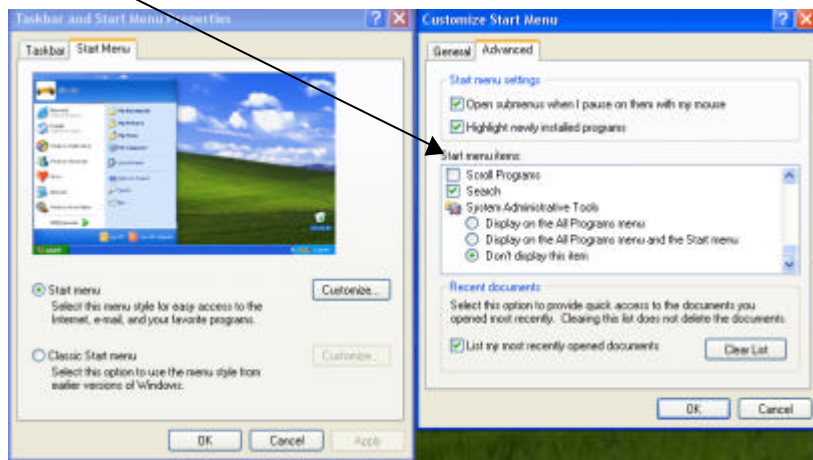 Taskbar and Start Menu Properties
Taskbar
Start Menu
Start menu
Customize...
Select this menu style for easy access to the
Internet, e-mail, and your favorite programs.
Classic Start menu
Customize...
Select this option to use the menu style from
earlier versions of Windows.
OK
Cancel
Apply
Customize Start Menu
General
Advanced
Start menu settings
Open submenus when I pause on them with my mouse
Highlight newly installed programs
Start menu items:
Scroll Programs
Search
System Administrative Tools
Display on the All Programs menu
Display on the All Programs menu and the Start menu
Don't display this item
Recent documents
Select this option to provide quick access to the documents you
opened most recently. Clearing this list does not delete the documents.
List my most recently opened documents
Clear List
OK
Cancel